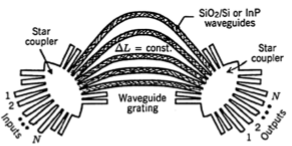 SiO₂/Si or InP
waveguides
Star
coupler
ΔL = const.
Star
coupler
Waveguide
grating
1
2
N
Inputs
N
2
1
Outputs